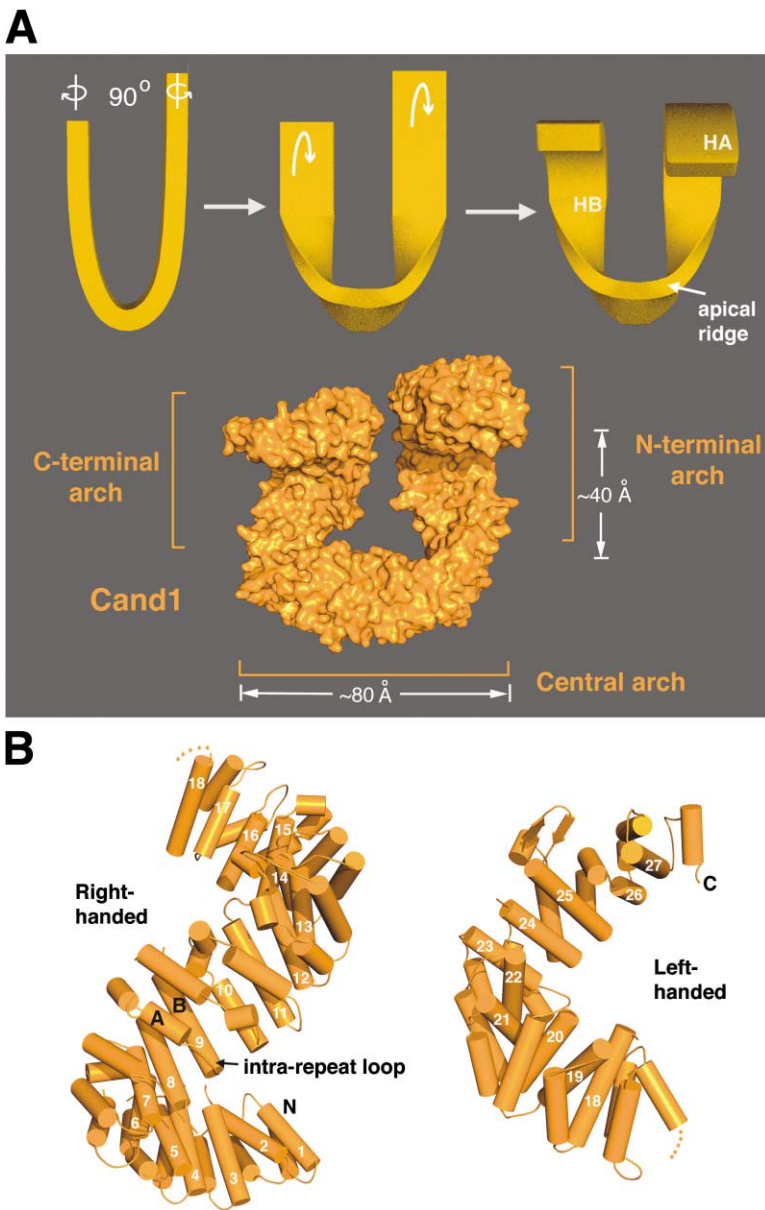 A
90°
HA
HB
apical
ridge
C-terminal
arch
N-terminal
arch
~40 Å
Cand1
~80 Å
Central arch
B
18
17
16
15
14
13
12
11
10
9
8
7
6
5
4
3
2
1
A
B
N
Right-
handed
intra-repeat loop
27
26
25
24
23
22
21
20
19
18
C
Left-
handed